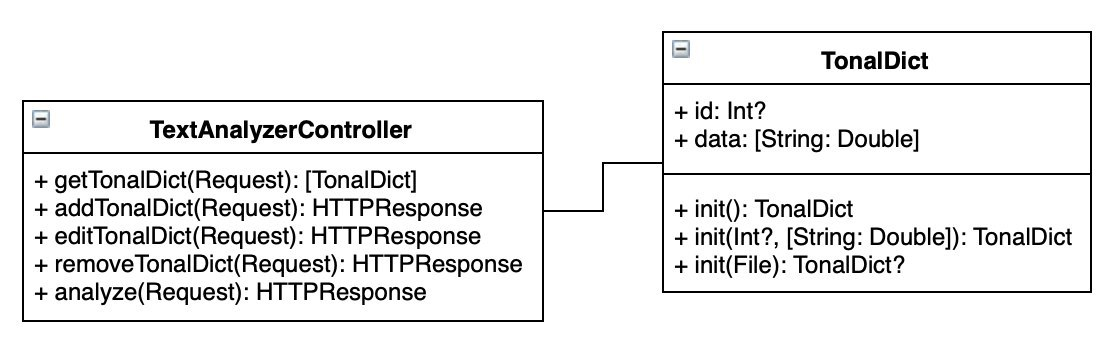 TextAnalyzerController
+ getTonalDict(Request): [TonalDict]
+ addTonalDict(Request): HTTPResponse
+ editTonalDict(Request): HTTPResponse
+ removeTonalDict(Request): HTTPResponse
+ analyze(Request): HTTPResponse
TonalDict
+ id: Int?
+ data: [String: Double]
+ init(): TonalDict
+ init(Int?, [String: Double]): TonalDict
+ init(File): TonalDict?